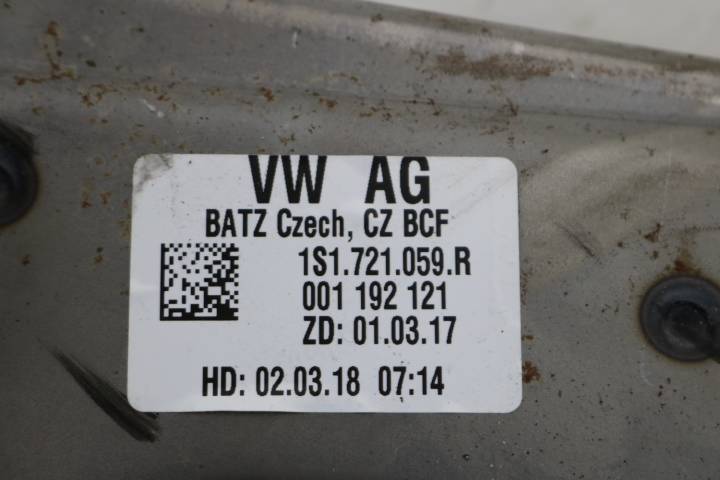 VW AG
BATZ Czech, CZ BCF
1S1.721.059.R
001 192 121
ZD: 01.03.17
HD: 02.03.18 07:14